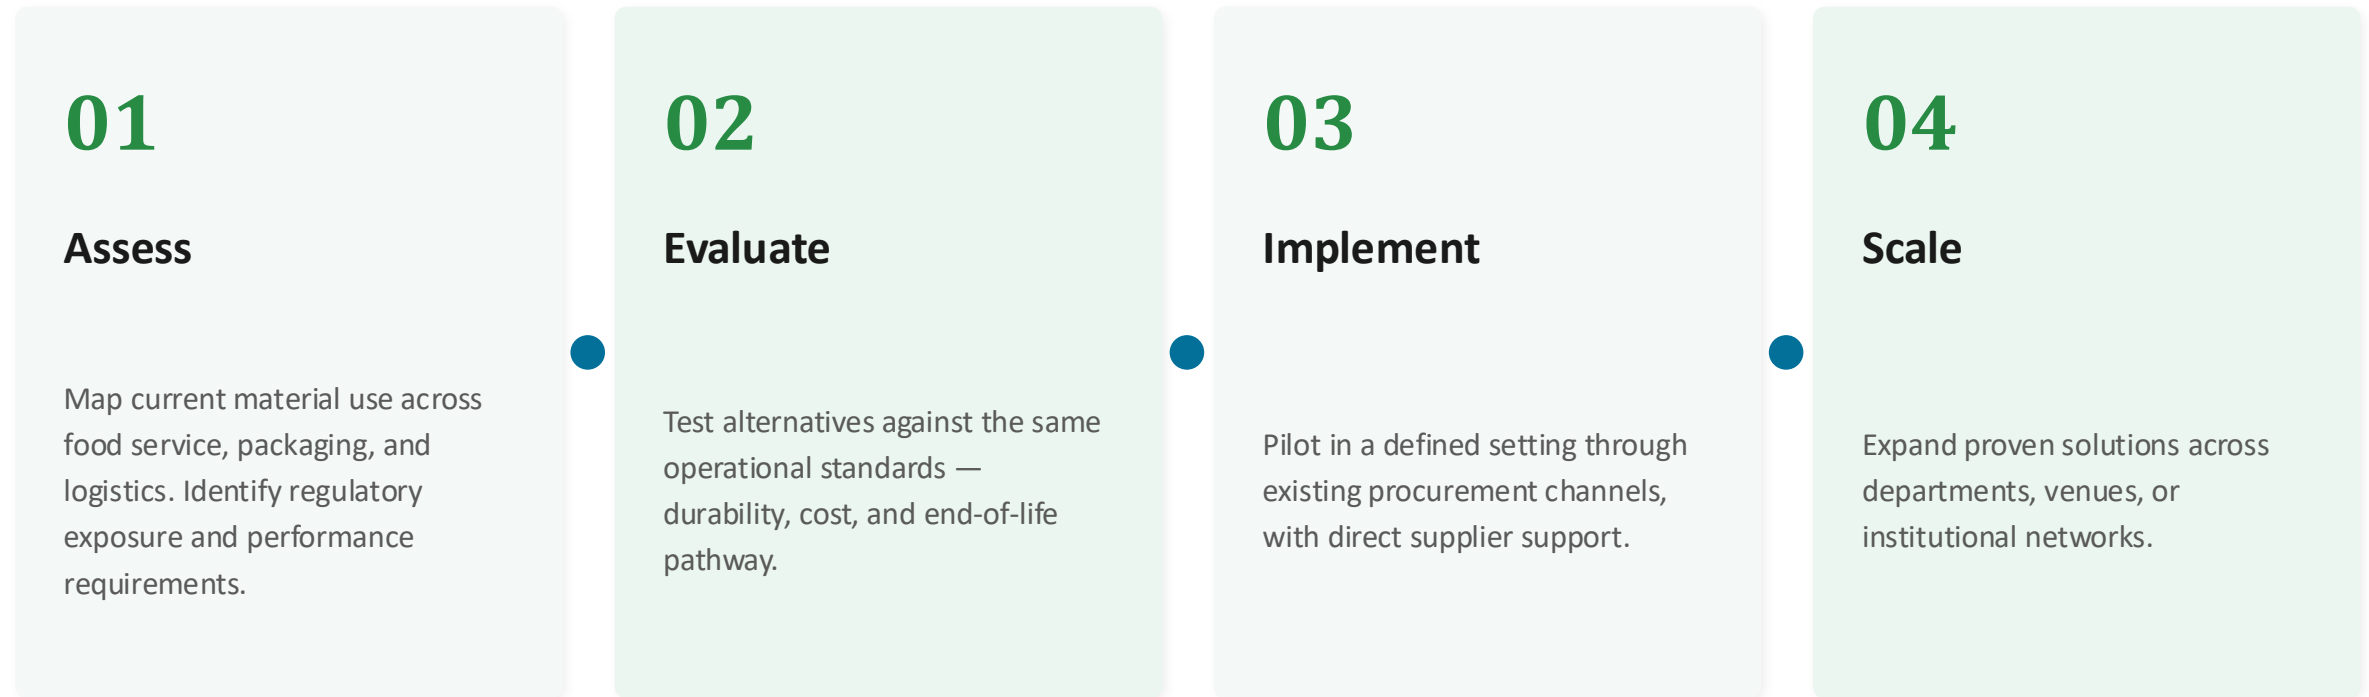 01
Assess
Map current material use across
food service, packaging, and
logistics. Identify regulatory
exposure and performance
requirements.
02
Evaluate
Test alternatives against the same
operational standards —
durability, cost, and end-of-life
pathway.
03
Implement
Pilot in a defined setting through
existing procurement channels,
with direct supplier support.
04
Scale
Expand proven solutions across
departments, venues, or
institutional networks.